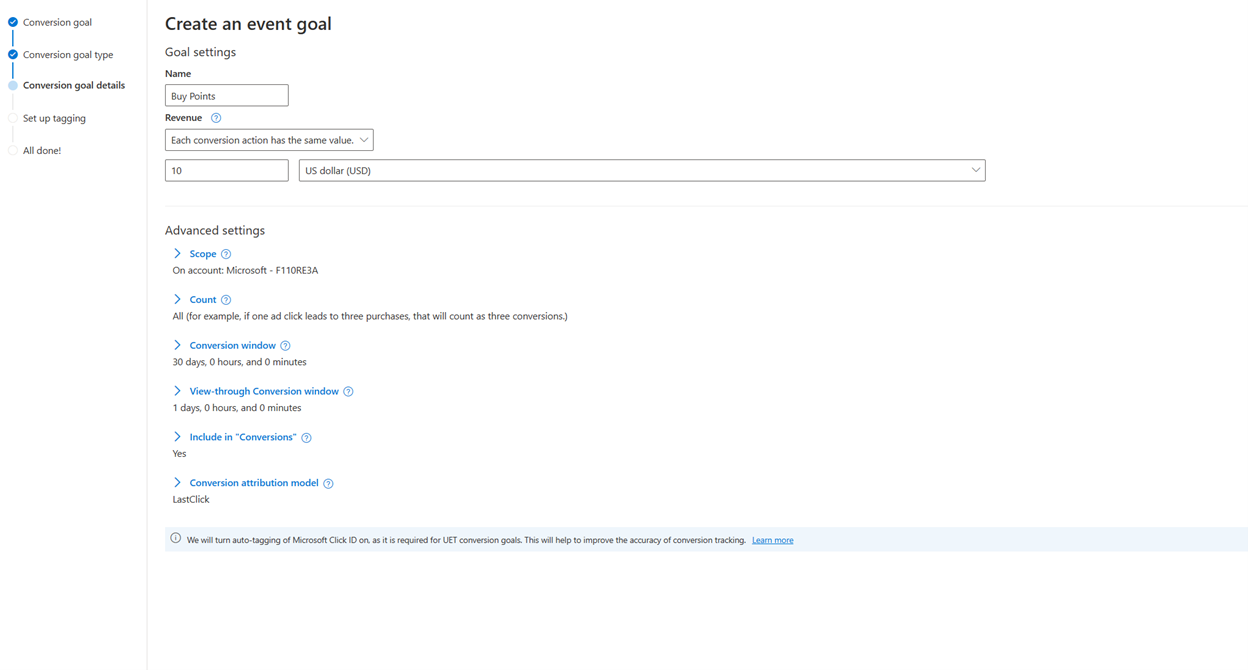 Conversion goal
Conversion goal type
Conversion goal details
Set up tagging
All done!
Create an event goal
Goal settings
Name
Buy Points
Revenue
Each conversion action has the same value.
10 US dollar (USD)
Advanced settings
Scope
On account: Microsoft - F110RE3A
Count
All (for example, if one ad click leads to three purchases, that will count as three conversions.)
Conversion window
30 days, 0 hours, and 0 minutes
View-through Conversion window
1 days, 0 hours, and 0 minutes
Include in "Conversions"
Yes
Conversion attribution model
LastClick
We will turn auto-tagging of Microsoft Click ID on, as it is required for UET conversion goals. This will help to improve the accuracy of conversion tracking. Learn more